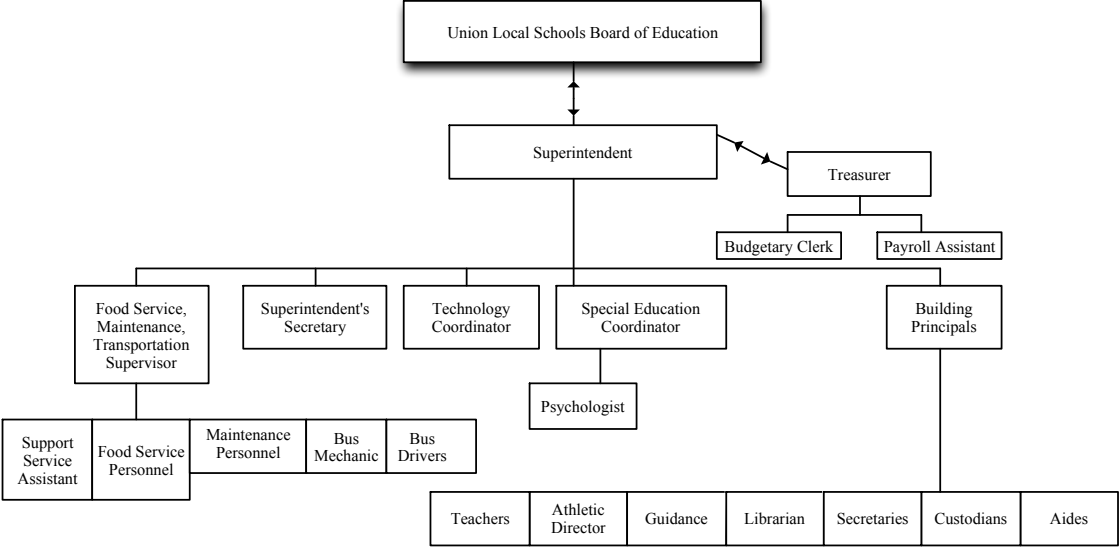 Union Local Schools Board of Education
Superintendent
Treasurer
Budgetary Clerk
Payroll Assistant
Food Service,
Maintenance,
Transportation
Supervisor
Superintendent's
Secretary
Technology
Coordinator
Special Education
Coordinator
Building
Principals
Psychologist
Support
Service
Assistant
Food Service
Personnel
Maintenance
Personnel
Bus
Mechanic
Bus
Drivers
Teachers
Athletic
Director
Guidance
Librarian
Secretaries
Custodians
Aides